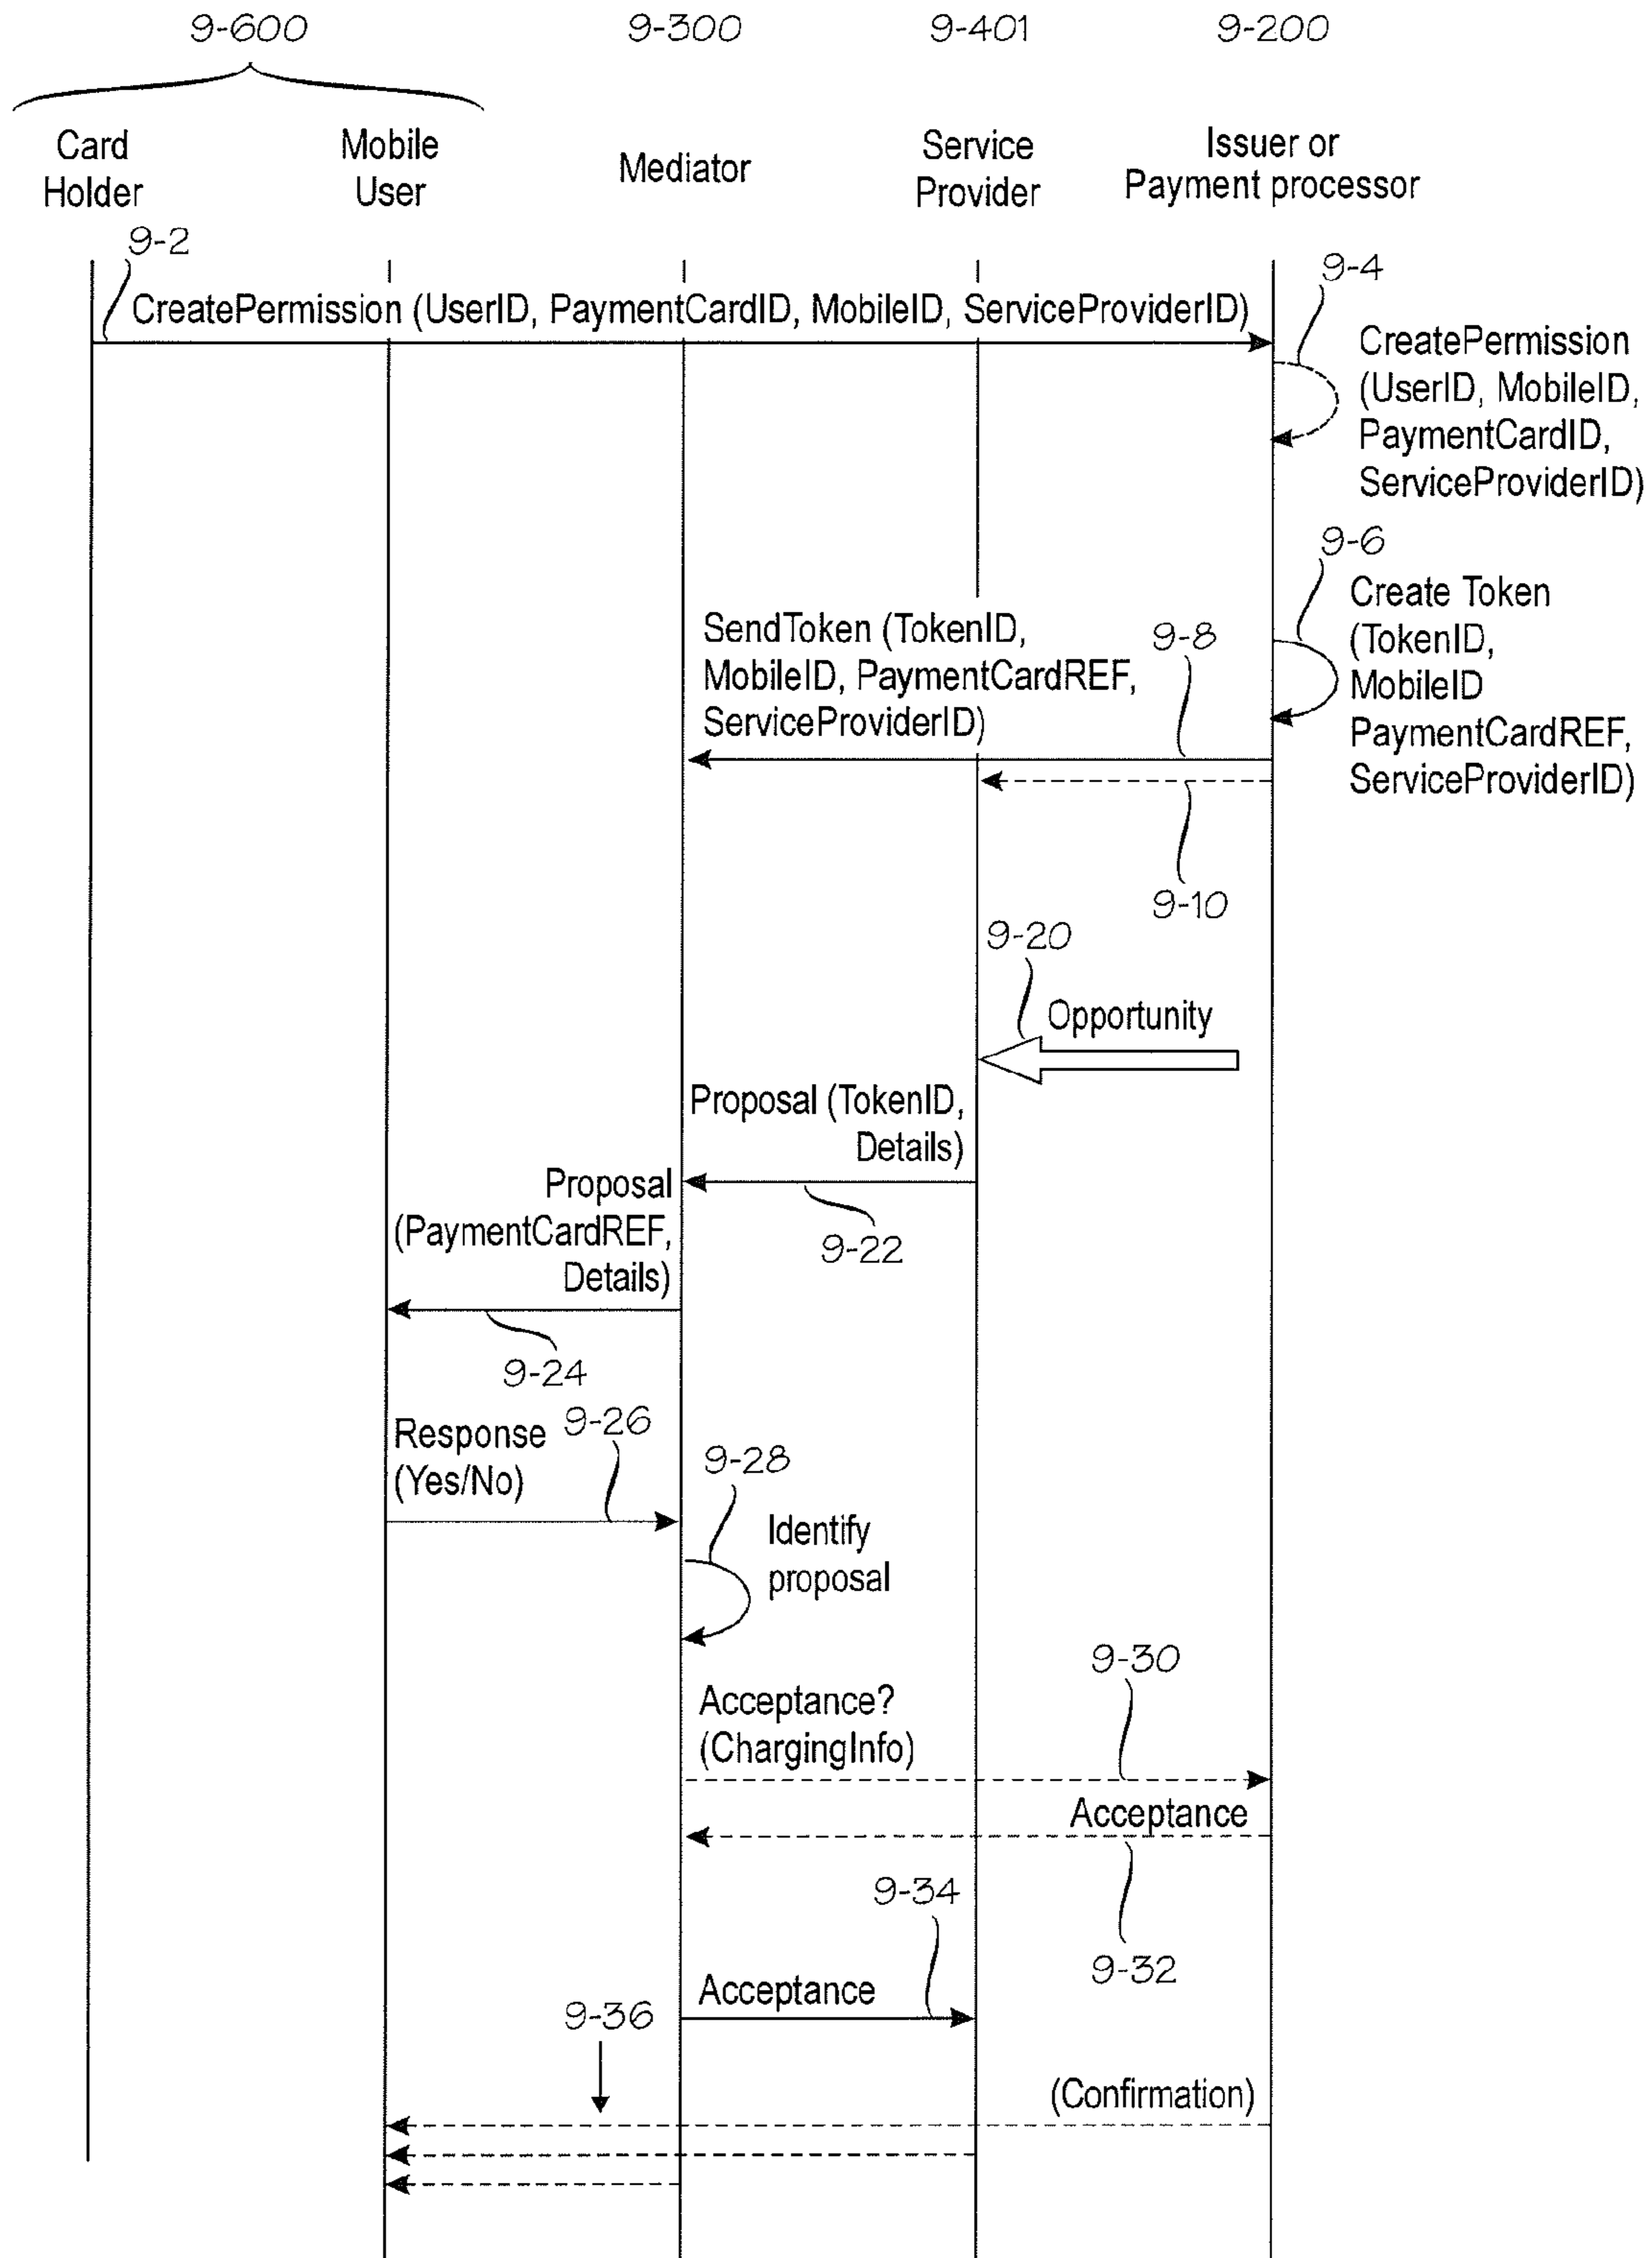 9-600
9-300
9-401
9-200
Card
Holder
Mobile
User
Mediator
Service
Provider
Issuer or
Payment processor
9-2
CreatePermission (UserID, PaymentCardID, MobileID, ServiceProviderID)
9-4
CreatePermission
(UserID, MobileID,
PaymentCardID,
ServiceProviderID)
9-6
Create Token
(TokenID,
MobileID
PaymentCardREF,
ServiceProviderID)
SendToken (TokenID,
MobileID, PaymentCardREF,
ServiceProviderID)
9-8
9-10
9-20
Opportunity
Proposal (TokenID,
Details)
9-22
Proposal
(PaymentCardREF,
Details)
9-24
Response
(Yes/No)
9-26
9-28
Identify
proposal
9-30
Acceptance?
(ChargingInfo)
Acceptance
9-32
9-34
Acceptance
9-36
(Confirmation)